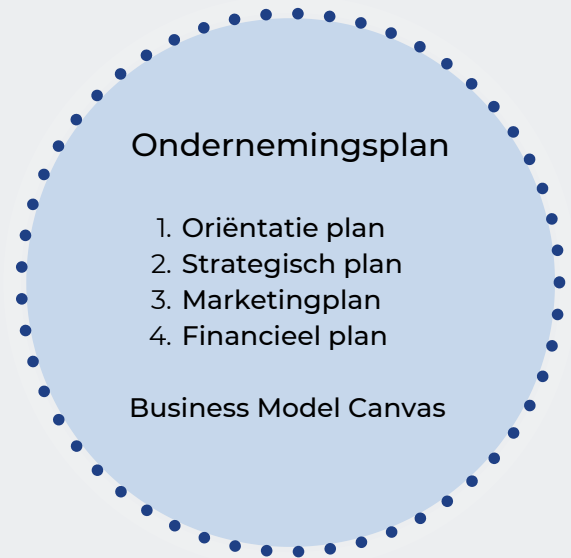 Ondernemingsplan
1. Oriëntatie plan
2. Strategisch plan
3. Marketingplan
4. Financieel plan
Business Model Canvas